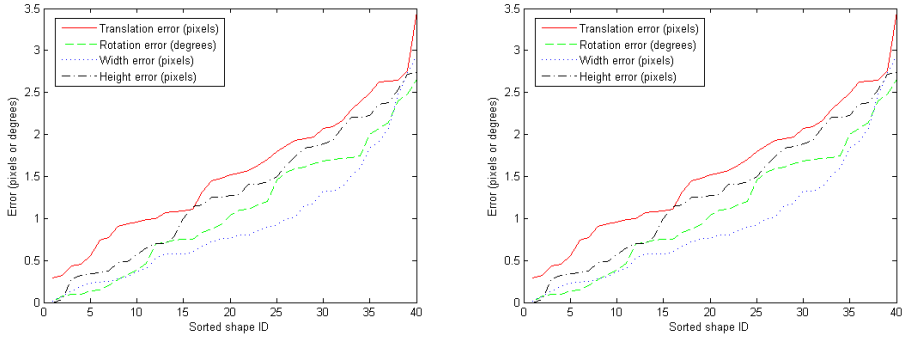 3.5
3
2.5
2
1.5
1
0.5
0
Error (pixels or degrees)
Translation error (pixels)
Rotation error (degrees)
Width error (pixels)
Height error (pixels)
0 5 10 15 20 25 30 35 40
Sorted shape ID
3.5
3
2.5
2
1.5
1
0.5
0
Error (pixels or degrees)
Translation error (pixels)
Rotation error (degrees)
Width error (pixels)
Height error (pixels)
0 5 10 15 20 25 30 35 40
Sorted shape ID